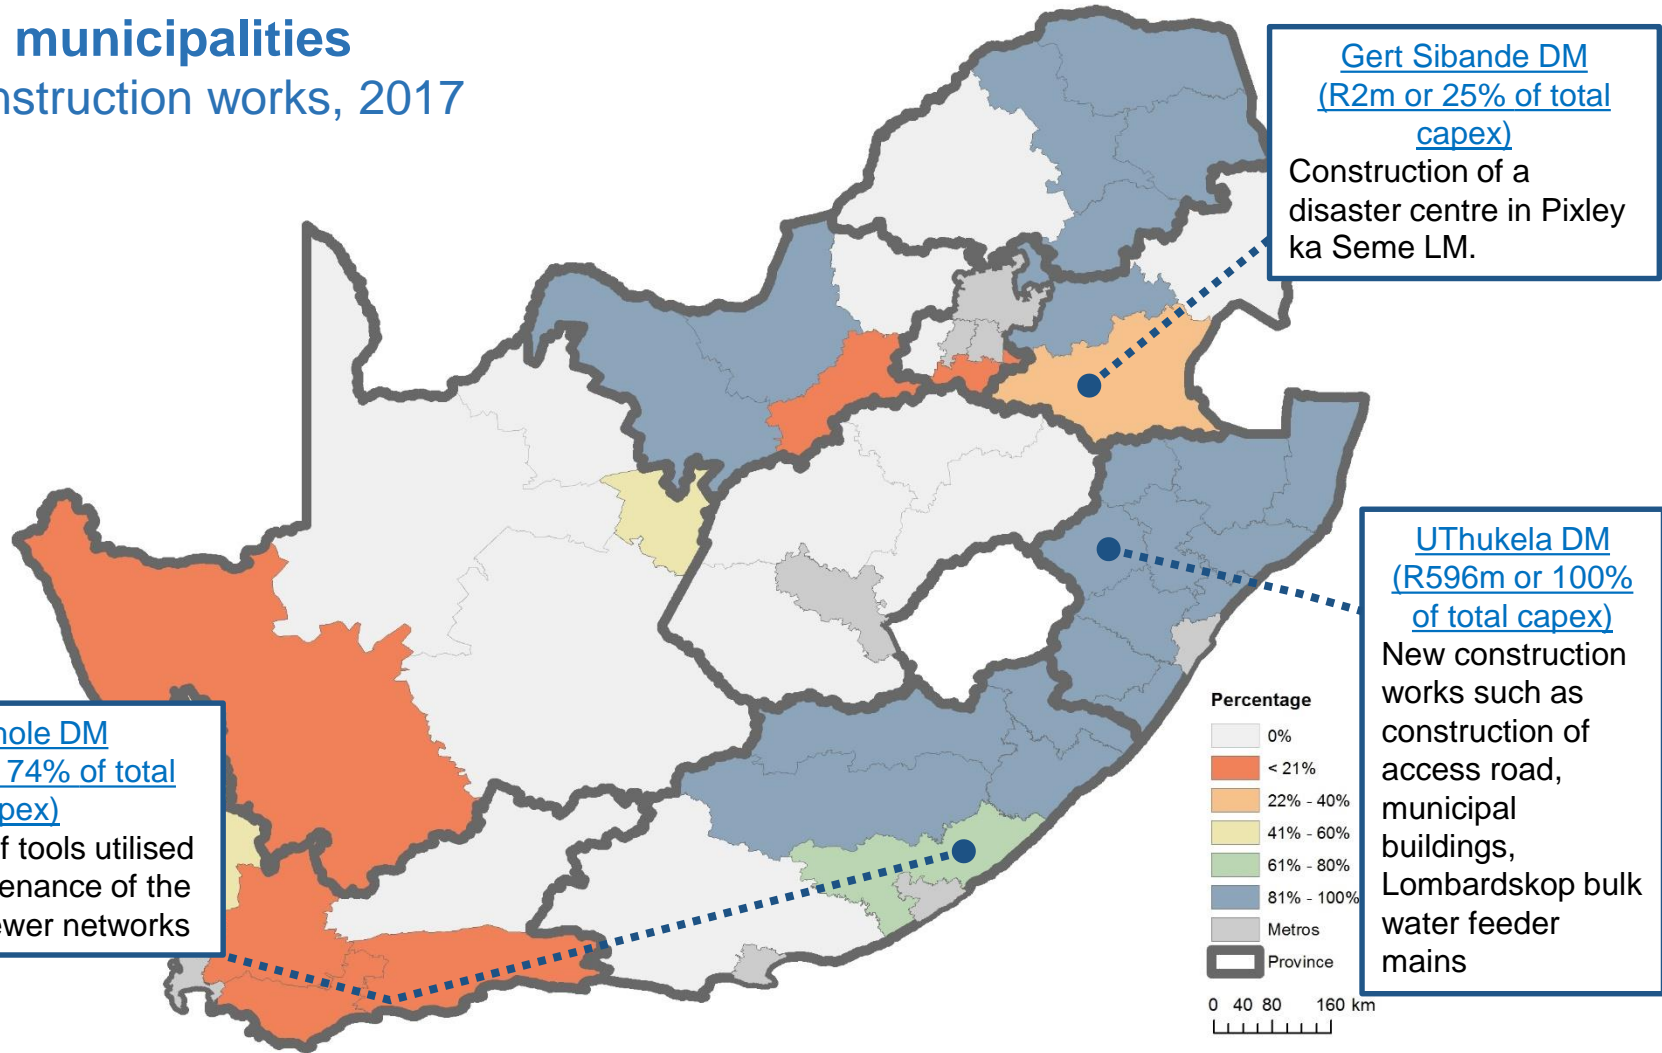 municipalities
nstruction works, 2017
Gert Sibande DM
(R2m or 25% of total
capex)
Construction of a
disaster centre in Pixley
ka Seme LM.
UThukela DM
(R596m or 100%
of total capex)
New construction
works such as
construction of
access road,
municipal
buildings,
Lombardskop bulk
water feeder
mains
hole DM
74% of total
pex)
f tools utilised
enance of the
ewer networks
Percentage
0%
< 21%
22% - 40%
41% - 60%
61% - 80%
81% - 100%
Metros
Province
0 40 80 160 km